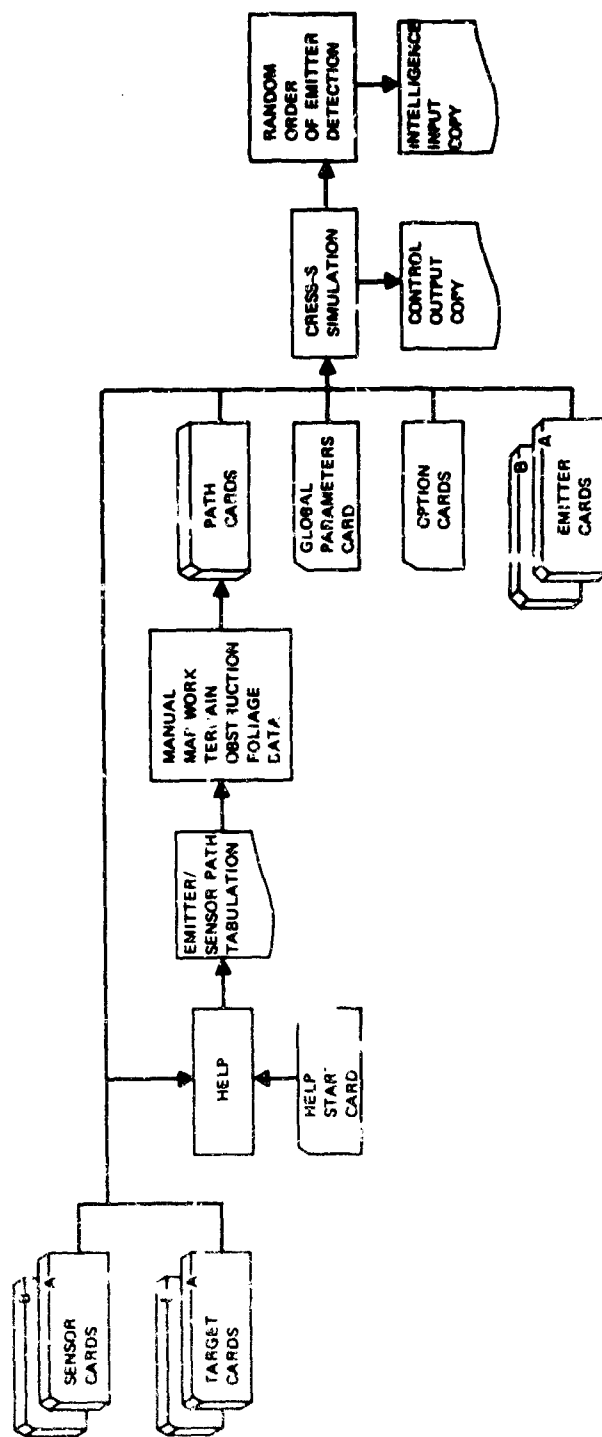 SENSOR
CARDS
A
TARGET
CARDS
A
HELP
HELP
CARD
EMITTER/
SENSOR PATH
TABULATION
MANUAL
MAP WORK
OBSTRUCTION
FOLIAGE
DATA
PATH
CARDS
GLOBAL
PARAMETERS
CARD
OPTION
CARDS
B
A
EMITTER
CARDS
CRESS-S
SIMULATION
CONTROL
OUTPUT
COPY
RANDOM
ORDER
OF EMITTER
DETECTION
INTELLIGENCE
INPUT
COPY